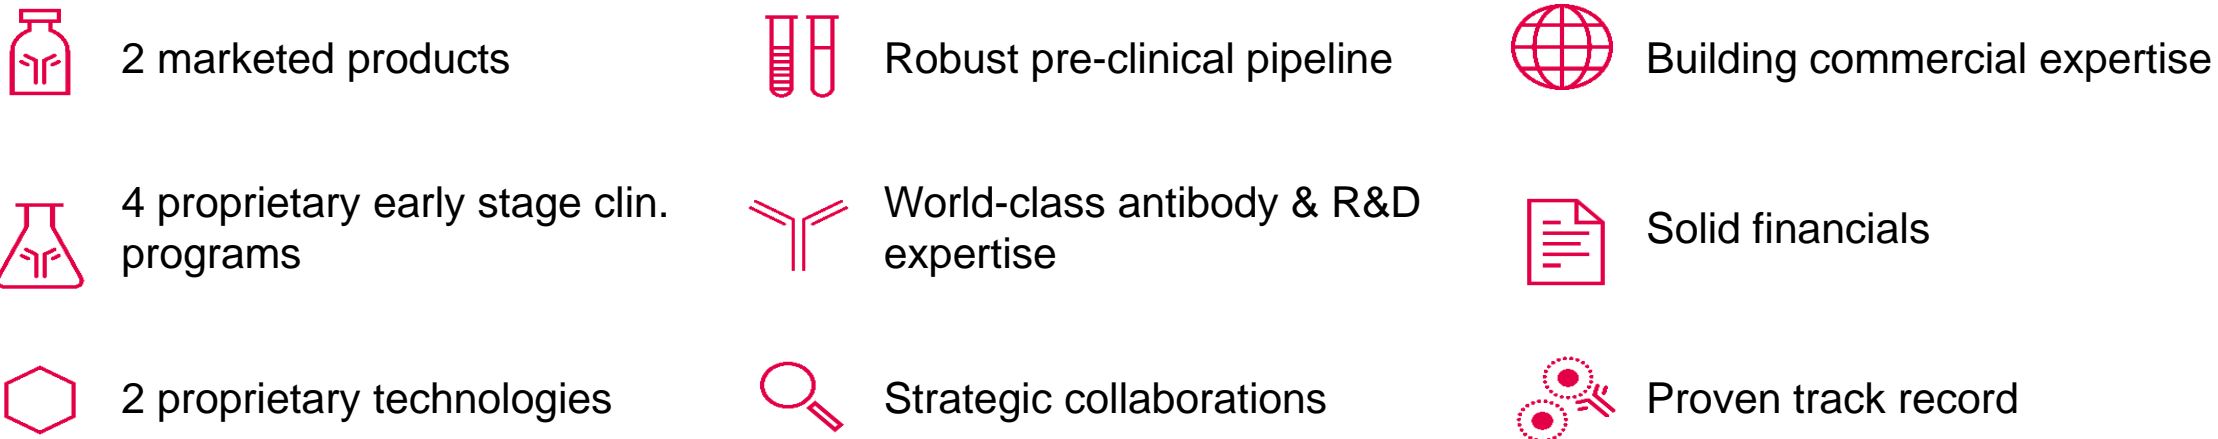 2 marketed products
Robust pre-clinical pipeline
Building commercial expertise
4 proprietary early stage clin.
programs
World-class antibody & R&D
expertise
Solid financials
2 proprietary technologies
Strategic collaborations
Proven track record